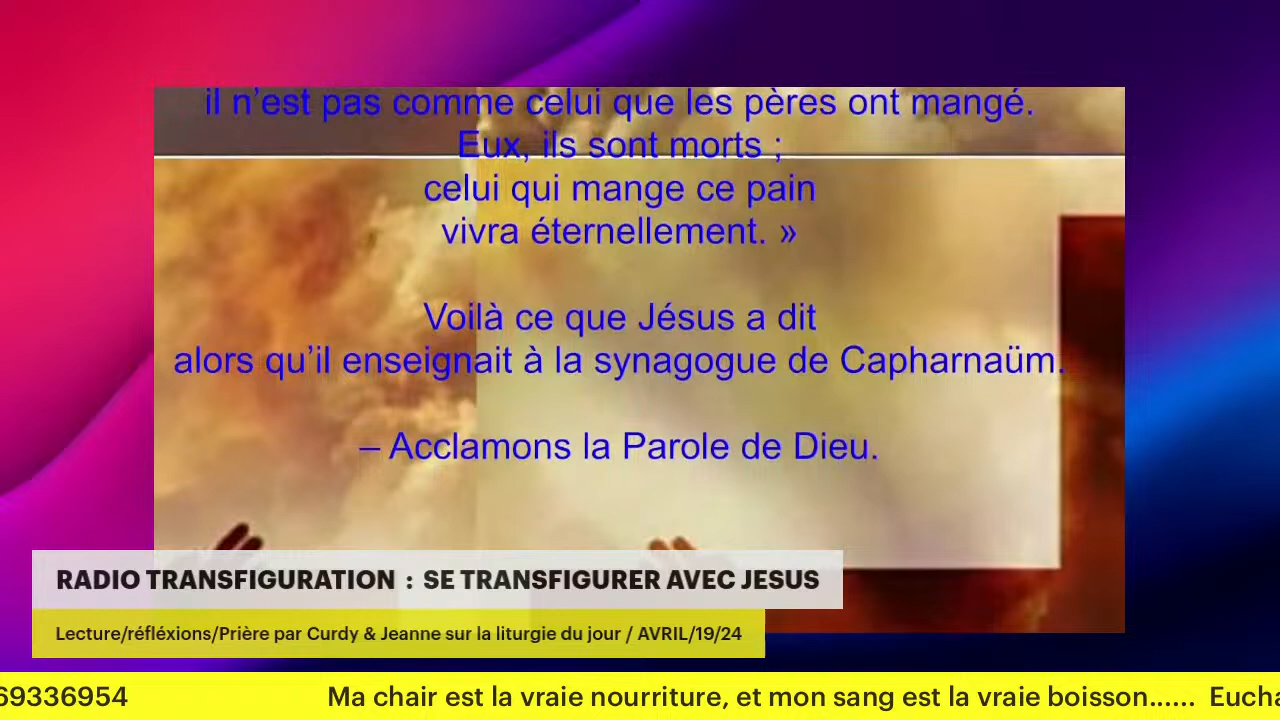 il n’est pas comme celui que les pères ont mangé.
Eux, ils sont morts ;
celui qui mange ce pain
vivra éternellement. »
Voilà ce que Jésus a dit
alors qu’il enseignait à la synagogue de Capharnaüm.
– Acclamons la Parole de Dieu.
RADIO TRANSFIGURATION : SE TRANSFIGURER AVEC JESUS
Lecture/réfléxions/Prière par Curdy & Jeanne sur la liturgie du jour / AVRIL/19/24
69336954 Ma chair est la vraie nourriture, et mon sang est la vraie boisson...... Eucha